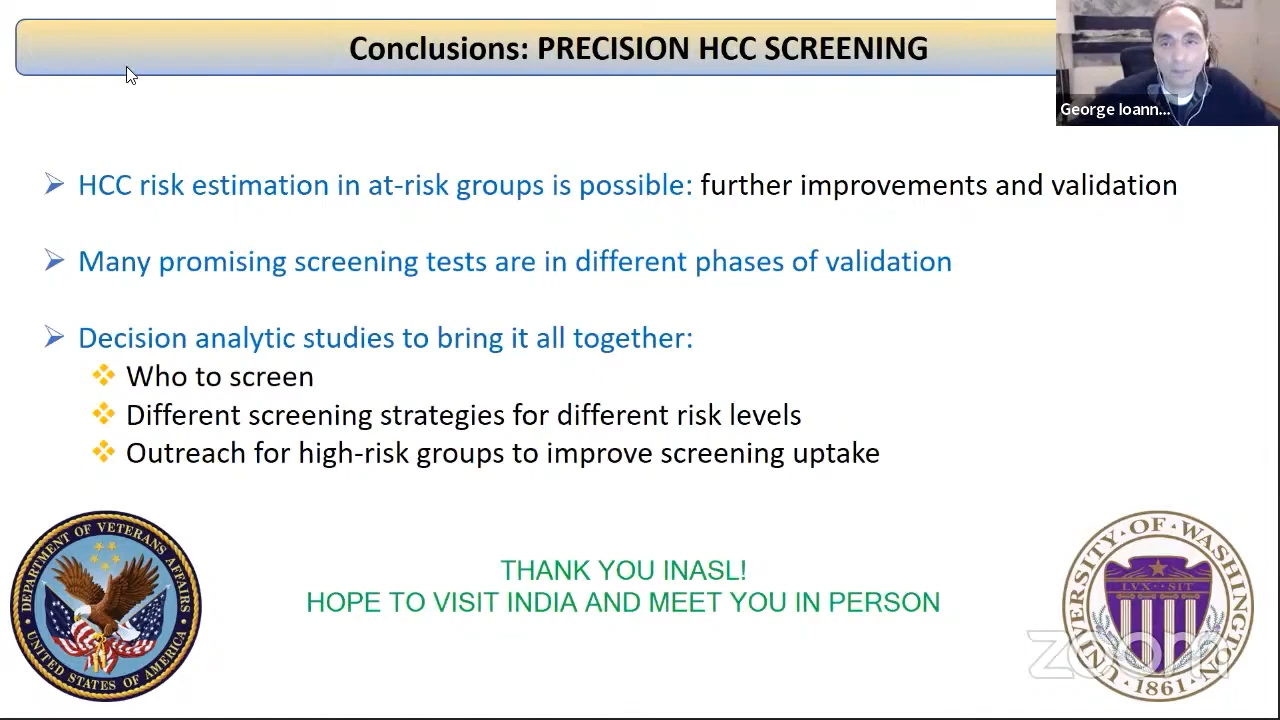 Conclusions: PRECISION HCC SCREENING
George Ioann...
HCC risk estimation in at-risk groups is possible: further improvements and validation
Many promising screening tests are in different phases of validation
Decision analytic studies to bring it all together:
Who to screen
Different screening strategies for different risk levels
Outreach for high-risk groups to improve screening uptake
THANK YOU INASL!
HOPE TO VISIT INDIA AND MEET YOU IN PERSON
DEPARTMENT OF VETERANS AFFAIRS
UNITED STATES OF AMERICA
UNIVERSITY OF WASHINGTON
LVX SIT
1861
zoom